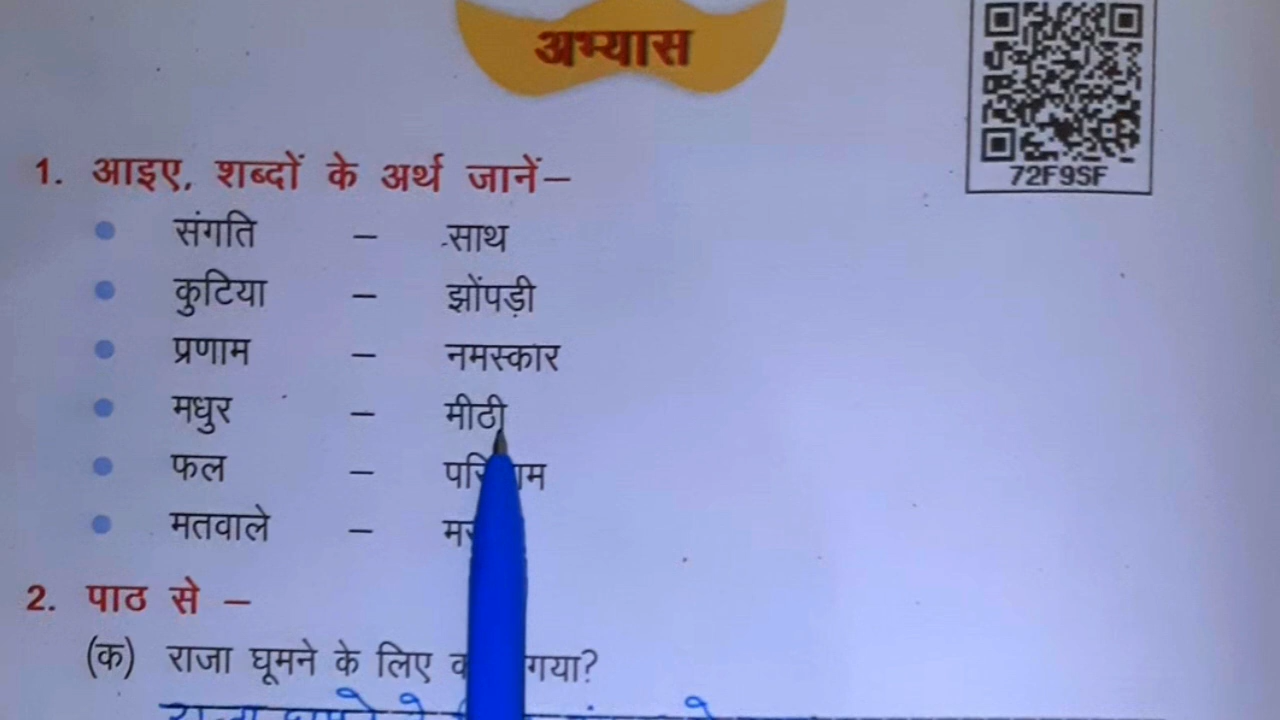 अभ्यास
72F9SF
1. आइए, शब्दों के अर्थ जानें–
संगति – साथ
कुटिया – झोंपड़ी
प्रणाम – नमस्कार
मधुर – मीठी
फल –
मतवाले –
2. पाठ से –
(क) राजा घूमने के लिए गया?